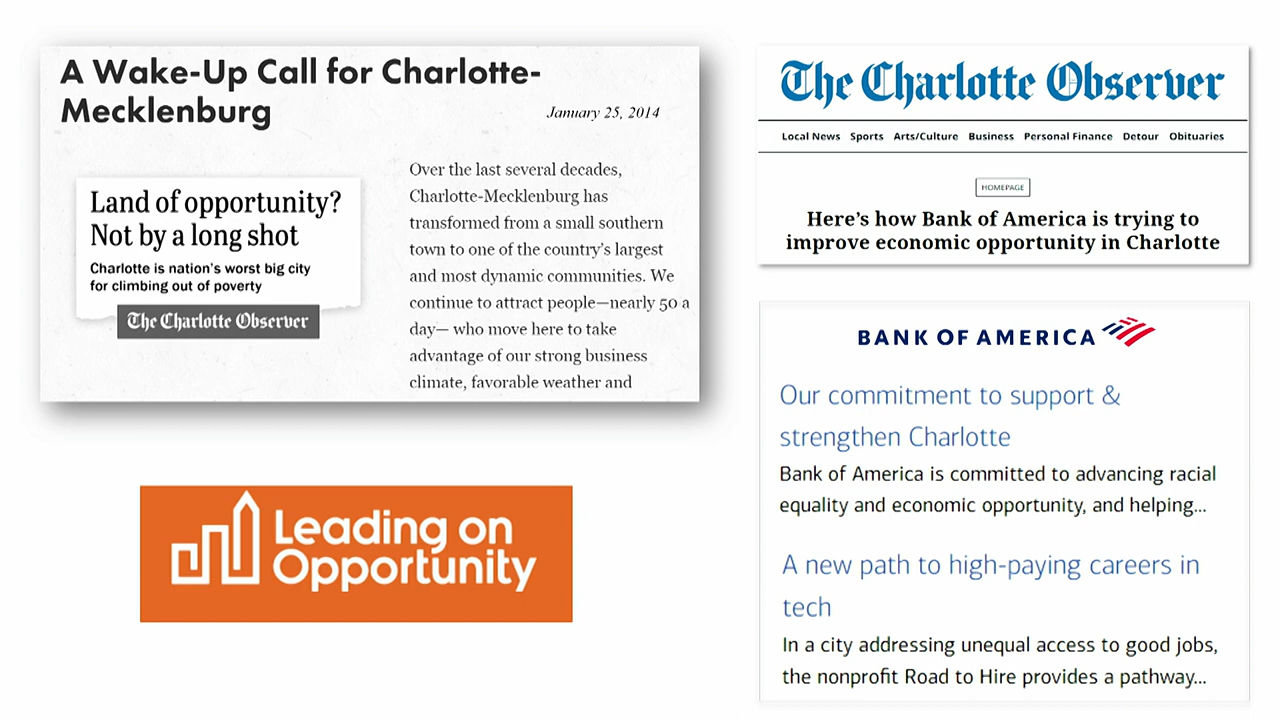 A Wake-Up Call for Charlotte-
Mecklenburg
January 25, 2014
Land of opportunity?
Not by a long shot
Charlotte is nation's worst big city
for climbing out of poverty
The Charlotte Observer
Over the last several decades,
Charlotte-Mecklenburg has
transformed from a small southern
town to one of the country's largest
and most dynamic communities. We
continue to attract people—nearly 50 a
day— who move here to take
advantage of our strong business
climate, favorable weather and
Leading on
Opportunity
The Charlotte Observer
Local News Sports Arts/Culture Business Personal Finance Detour Obituaries
HOMEPAGE
Here's how Bank of America is trying to
improve economic opportunity in Charlotte
BANK OF AMERICA
Our commitment to support &
strengthen Charlotte
Bank of America is committed to advancing racial
equality and economic opportunity, and helping...
A new path to high-paying careers in
tech
In a city addressing unequal access to good jobs,
the nonprofit Road to Hire provides a pathway...